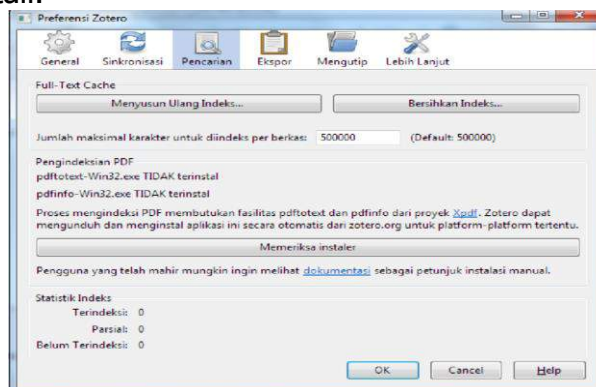 Preferensi Zotero
General Sinkronisasi Pencarian Ekspor Mengutip Lebih Lanjut
Full-Text Cache
Menyusun Ulang Indeks... Bersihkan Indeks...
Jumlah maksimal karakter untuk diindeks per berkas: 500000 (Default: 500000)
Pengindeksian PDF
pdftotext-Win32.exe TIDAK terinstal
pdfinfo-Win32.exe TIDAK terinstal
Proses mengindeksi PDF membutukan fasilitas pdftotext dan pdfinfo dari proyek Xpdf. Zotero dapat
mengunduh dan menginstal aplikasi ini secara otomatis dari zotero.org untuk platform-platform tertentu.
Memeriksa instaler
Pengguna yang telah mahir mungkin ingin melihat dokumentasi sebagai petunjuk instalasi manual.
Statistik Indeks
Terindeksi: 0
Parsial: 0
Belum Terindeksi: 0
OK Cancel Help